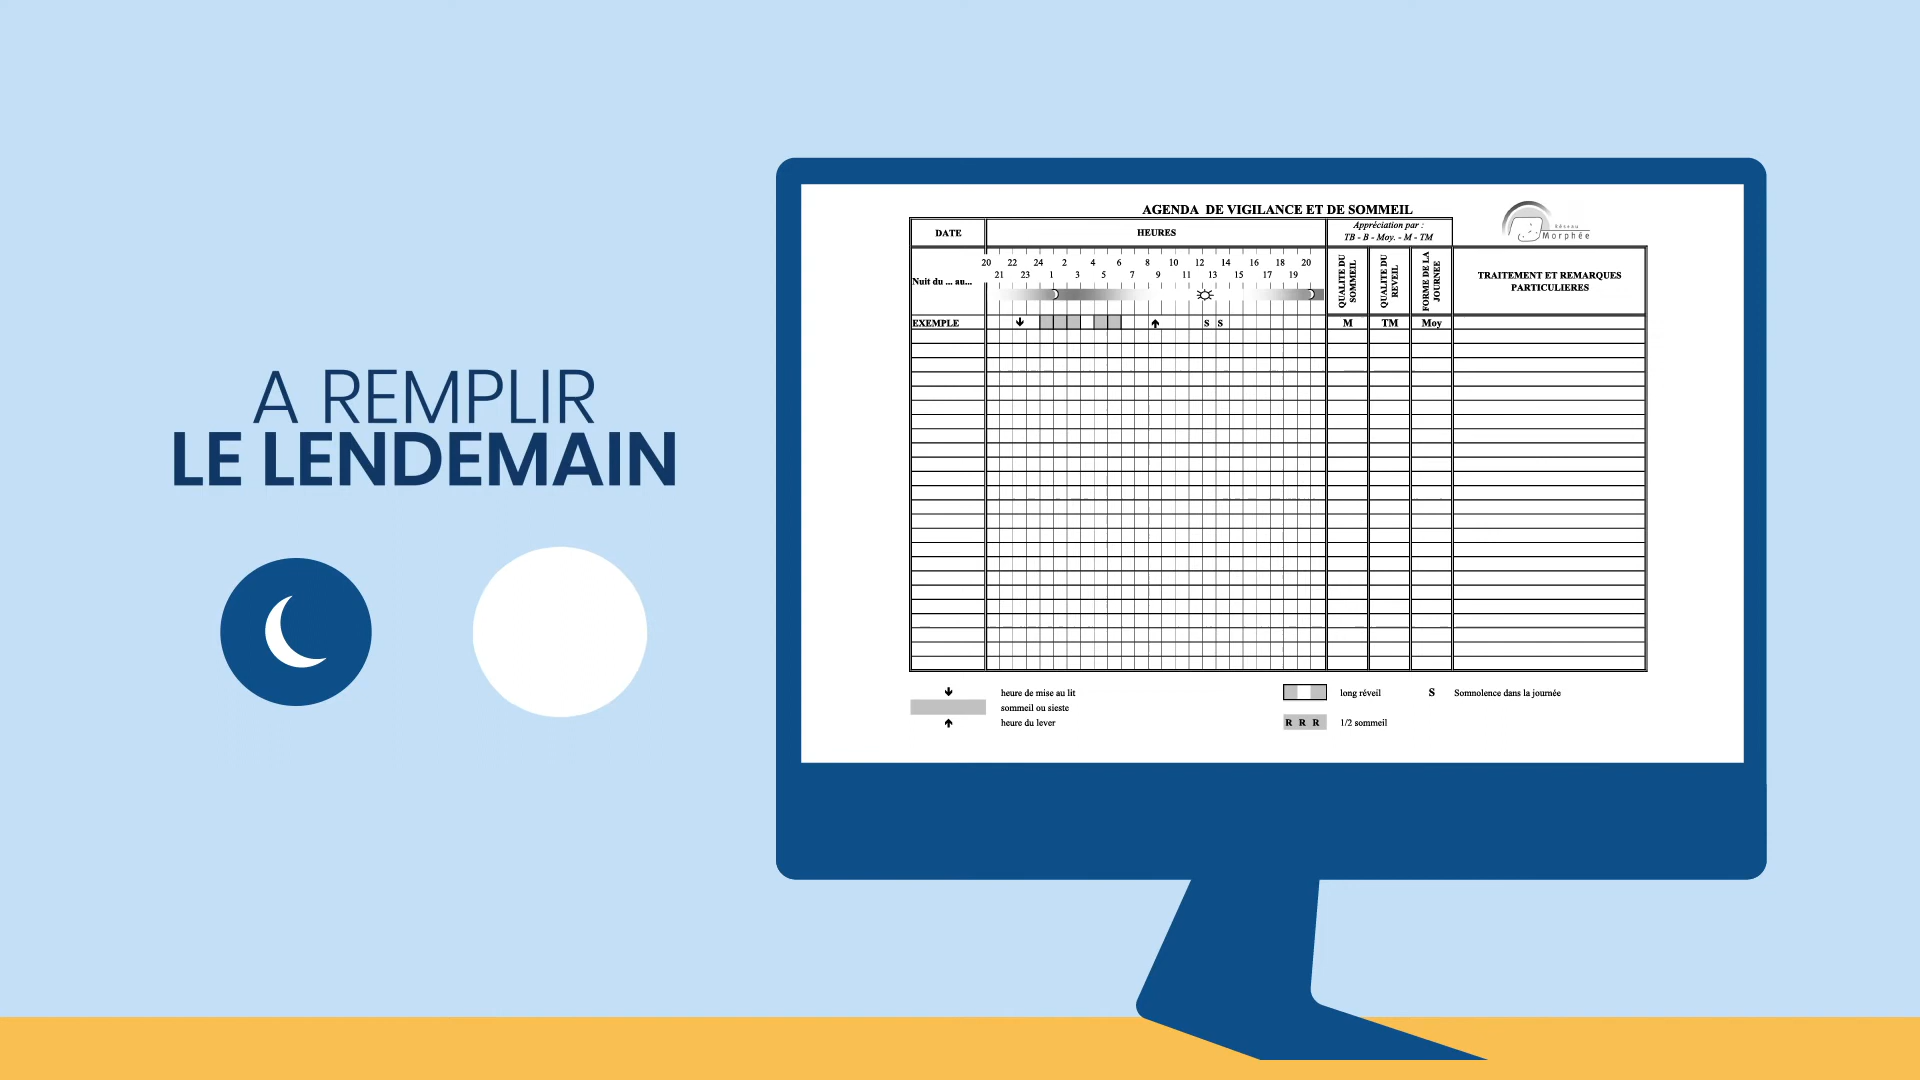 A REMPLIR
LE LENDEMAIN
AGENDA DE VIGILANCE ET DE SOMMEIL
Réseau
Morphée
DATE
HEURES
Appréciation par :
TB - B - Moy. - M - TM
Nuit du ... au...
20 22 24 2 4 6 8 10 12 14 16 18 20
21 23 1 3 5 7 9 11 13 15 17 19
QUALITE DU
SOMMEIL
QUALITE DU
REVEIL
FORME DE LA
JOURNEE
TRAITEMENT ET REMARQUES
PARTICULIERES
EXEMPLE S S M TM Moy
heure de mise au lit
sommeil ou sieste
heure du lever
long réveil
R R R 1/2 sommeil
S Somnolence dans la journée